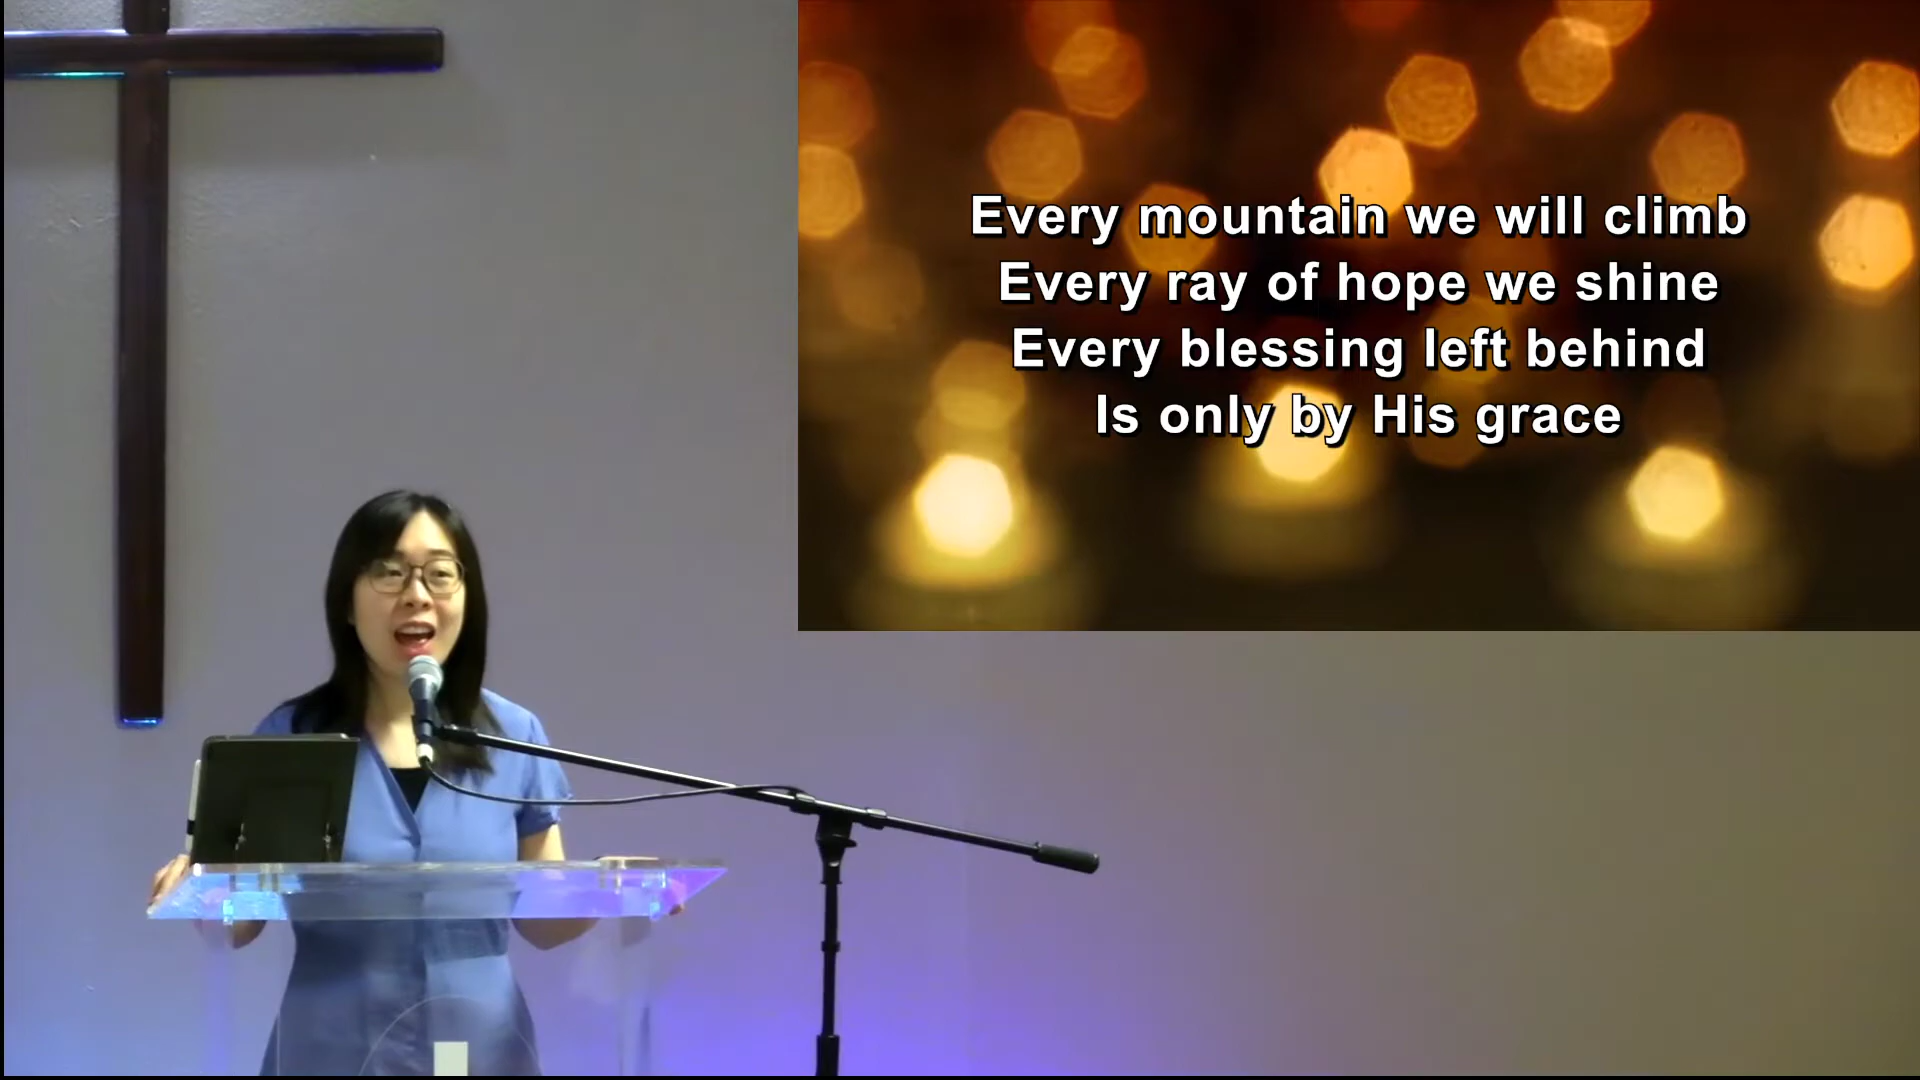 Every mountain we will climb
Every ray of hope we shine
Every blessing left behind
Is only by His grace